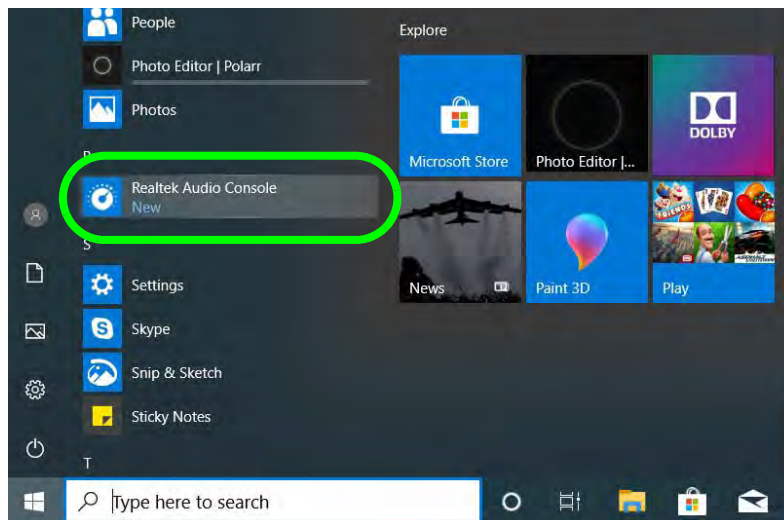 People
Photo Editor | Polarr
Photos
Realtek Audio Console
New
S
Settings
Skype
Snip & Sketch
Sticky Notes
T
Type here to search
Explore
Microsoft Store
Photo Editor |...
DOLBY
News
Paint 3D
FRIENDS
Play